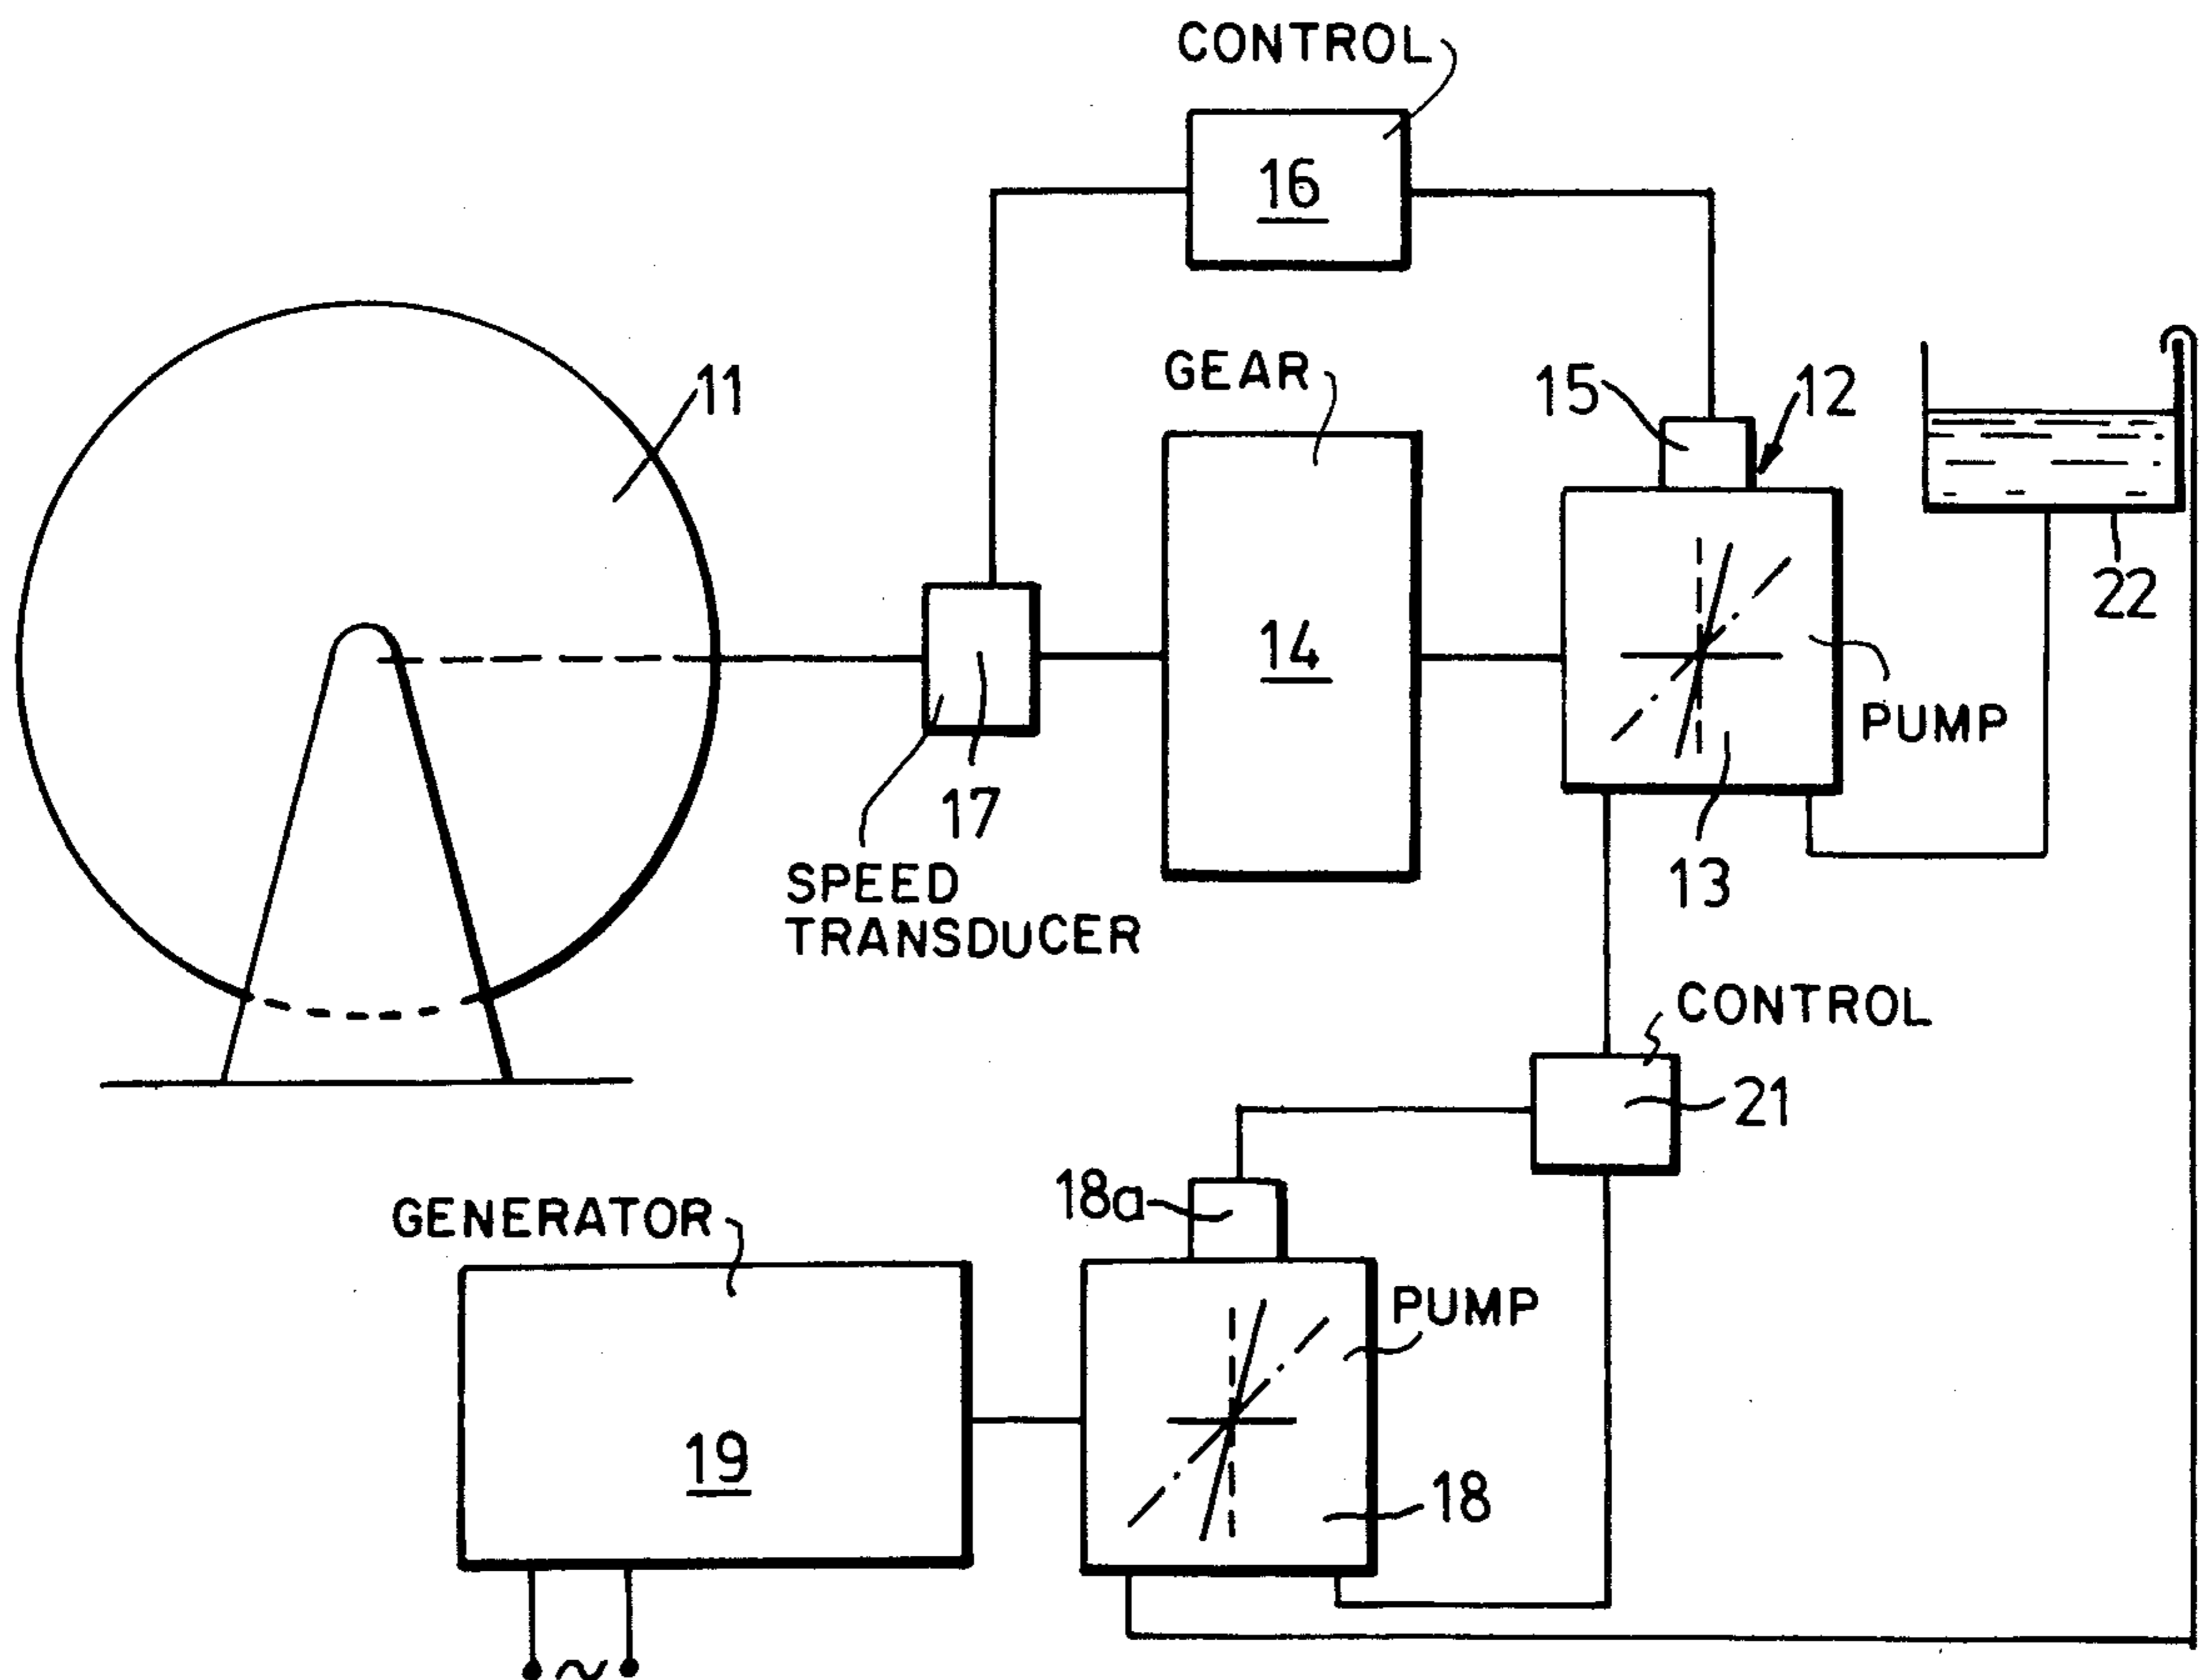 CONTROL
16
11
GEAR
15
12
14
22
PUMP
17
13
SPEED
TRANSDUCER
CONTROL
21
18a
GENERATOR
PUMP
19
18
~